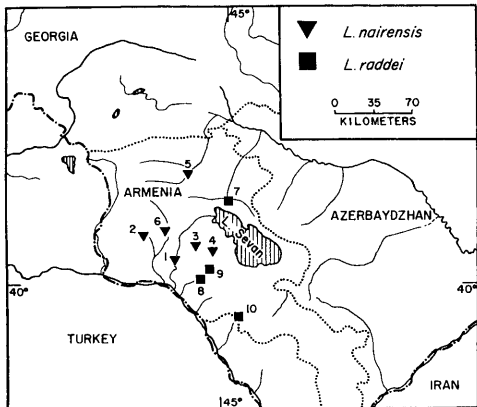 45°
GEORGIA
L. nairensis
L. raddei
0 35 70
KILOMETERS
5
ARMENIA
7
AZERBAYDZHAN
2
6
3
4
L. Sevan
1
9
8
40°
40°
10
TURKEY
IRAN
45°